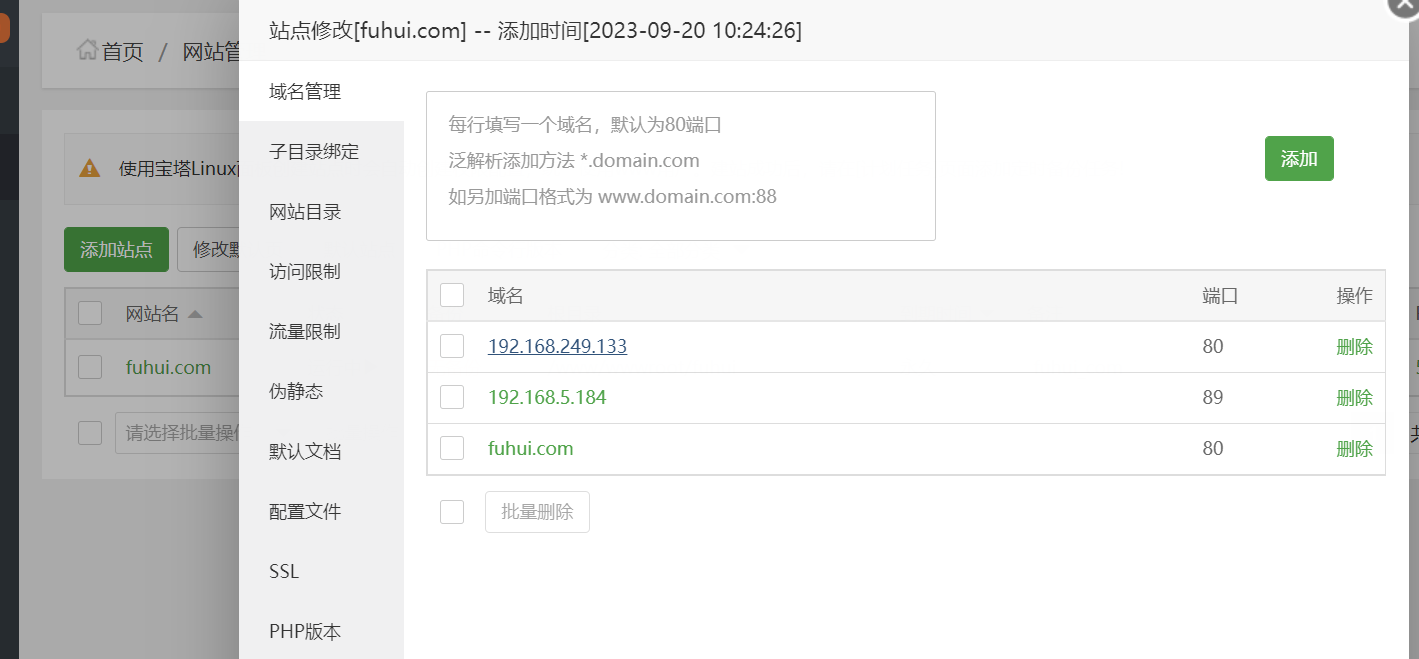 站点修改[fuhui.com] -- 添加时间[2023-09-20 10:24:26]
首页 / 网站管
使用宝塔Linux
添加站点 修改默
网站名
fuhui.com
请选择批量操作
域名管理
子目录绑定
网站目录
访问限制
流量限制
伪静态
默认文档
配置文件
SSL
PHP版本
每行填写一个域名，默认为80端口
泛解析添加方法 *.domain.com
如另加端口格式为 www.domain.com:88
添加
域名 端口 操作
192.168.249.133 80 删除
192.168.5.184 89 删除
fuhui.com 80 删除
批量删除